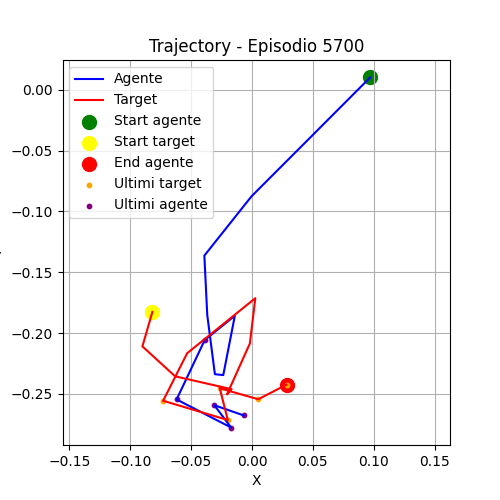 Trajectory - Episodio 5700
Agente
Target
Start agente
Start target
End agente
Ultimi target
Ultimi agente
0.00
−0.05
−0.10
−0.15
−0.20
−0.25
−0.15
−0.10
−0.05
0.00
0.05
0.10
0.15
X